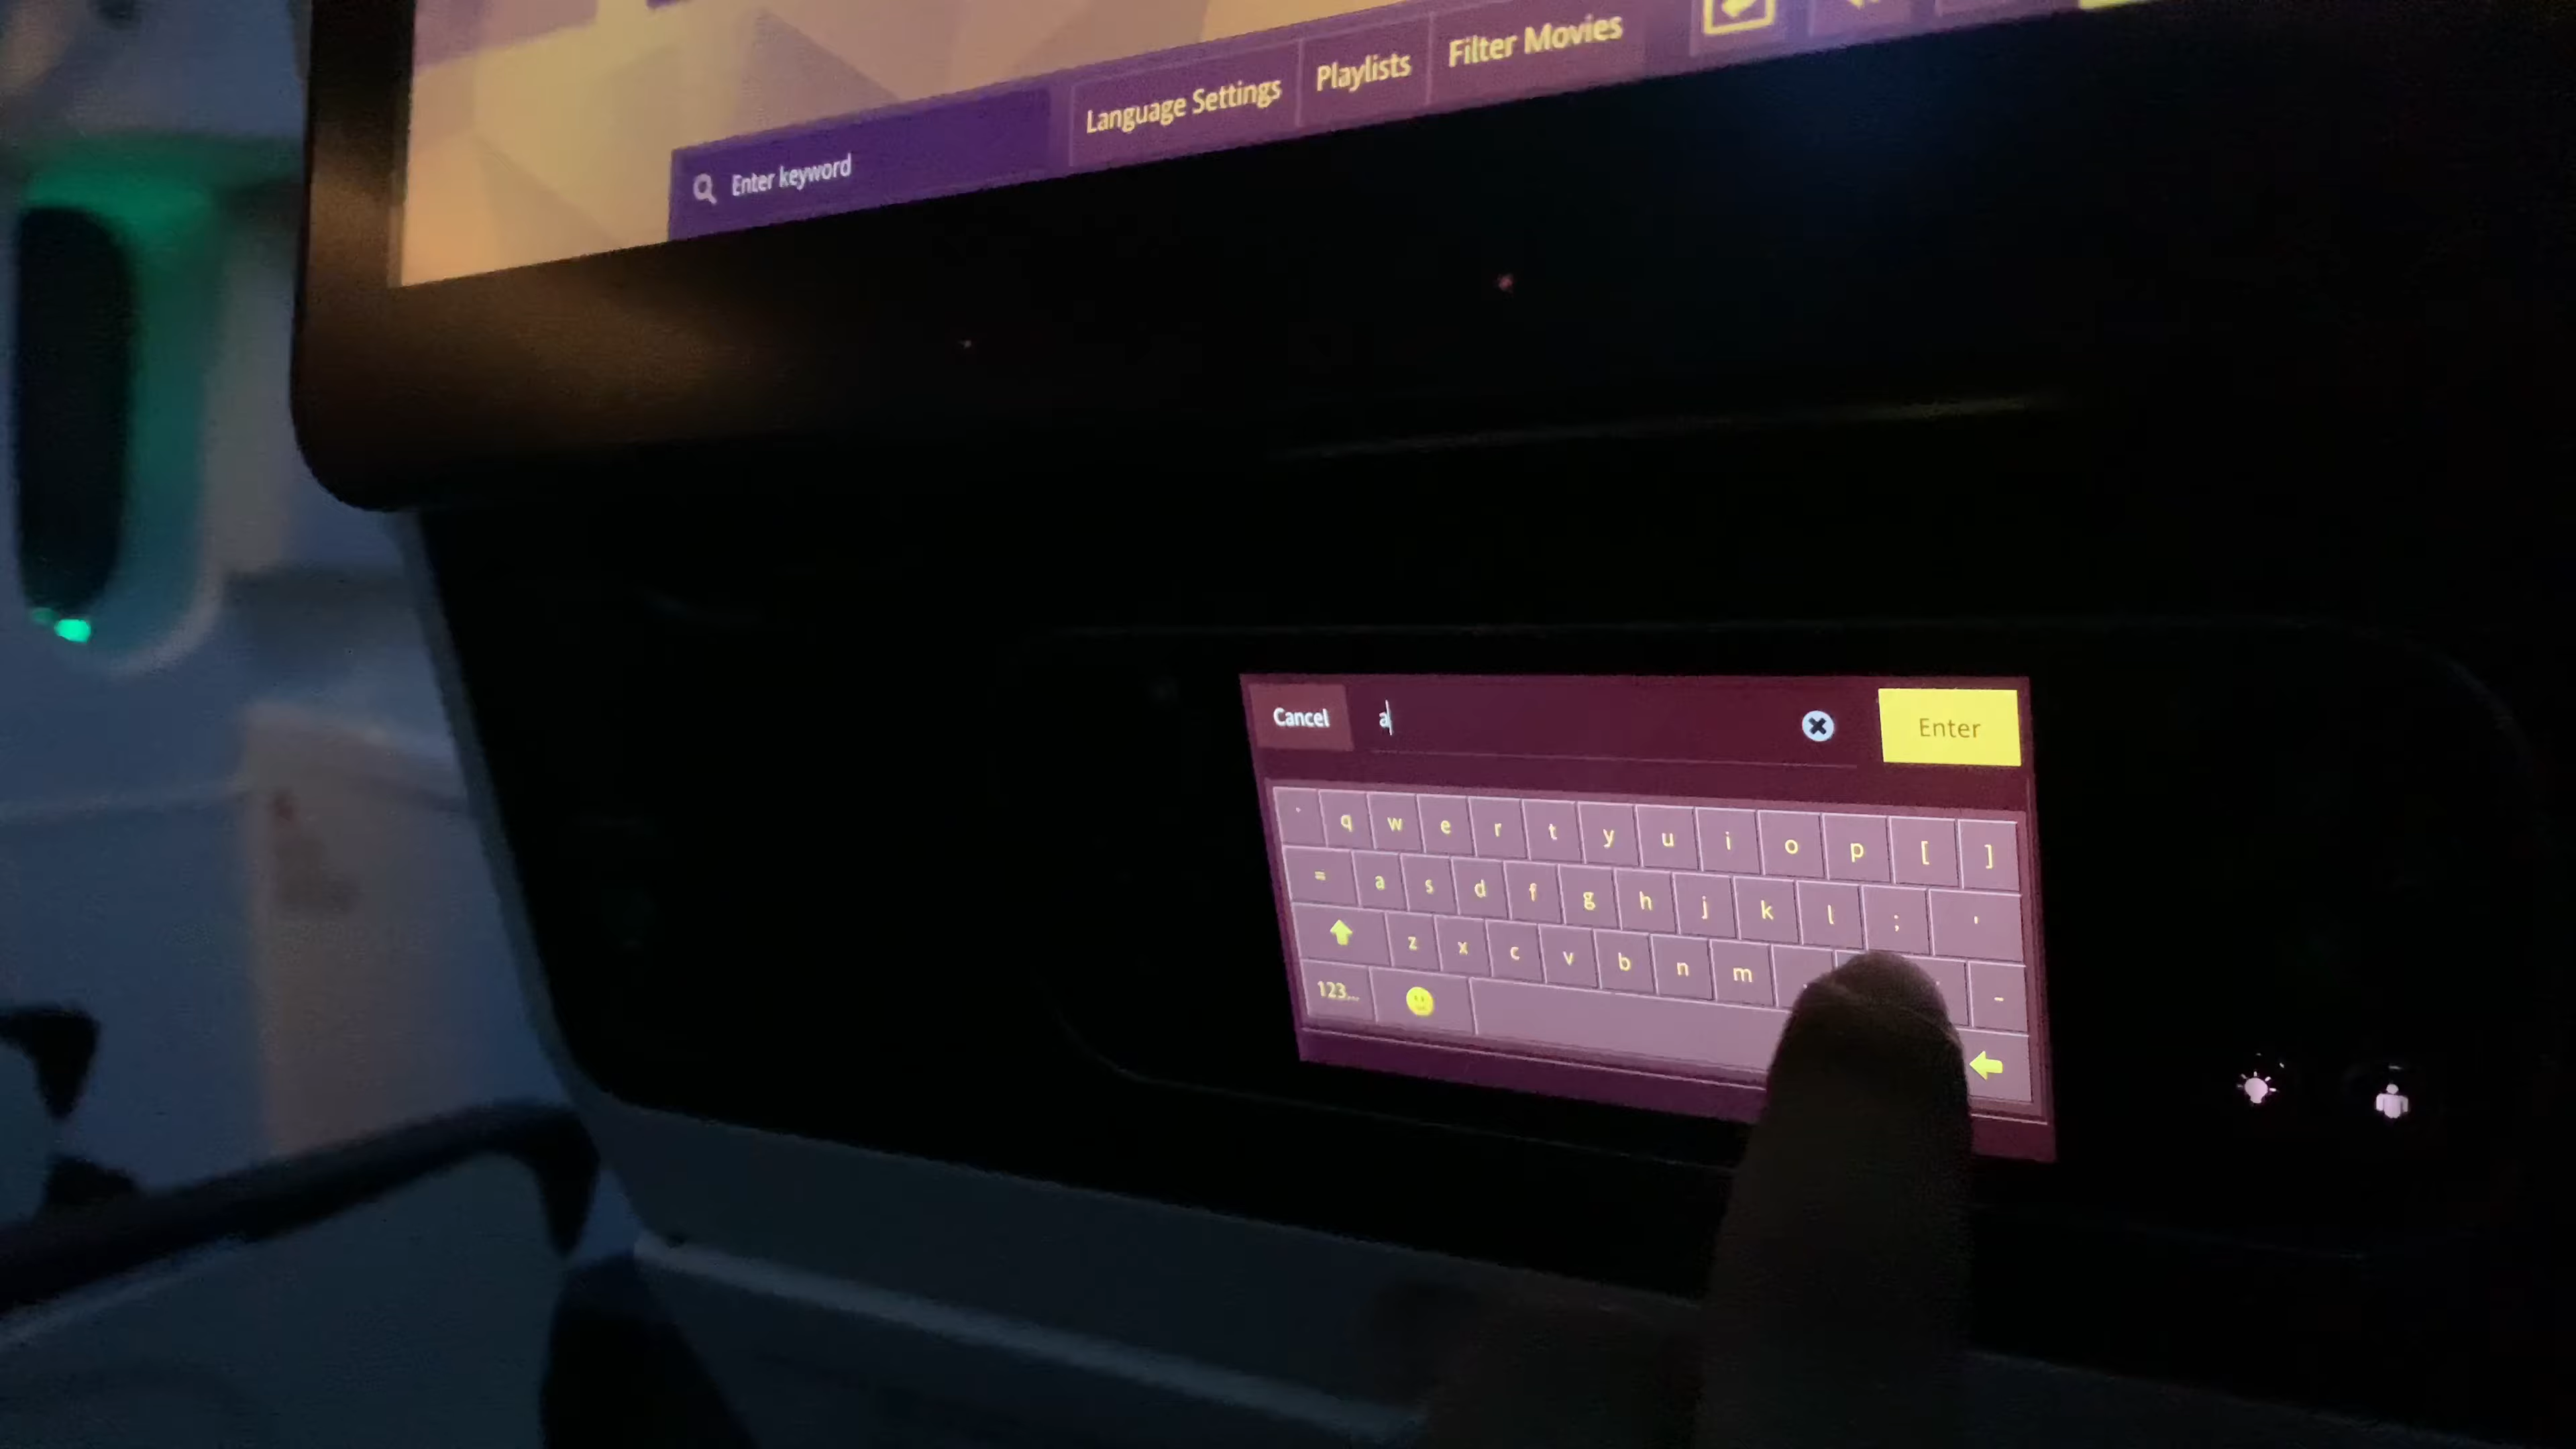 Language Settings
Playlists
Filter Movies
Enter keyword
Cancel
a
Enter
` q w e r t y u i o p [ ]
= a s d f g h j k l ; '
z x c v b n m -
123...